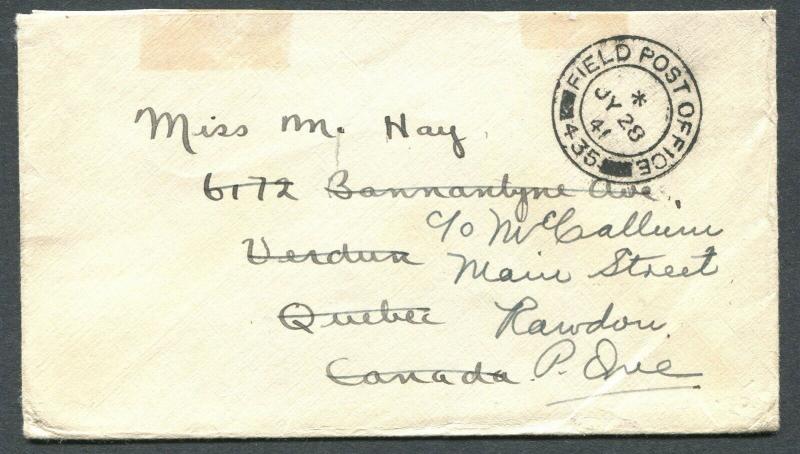 Miss M. Hay
6172 Bannantyne Ave.
Verdun
Quebec
Canada
c/o McCallum
Main Street
Rawdon
P. Que
FIELD POST OFFICE
*
JY 28
41
435